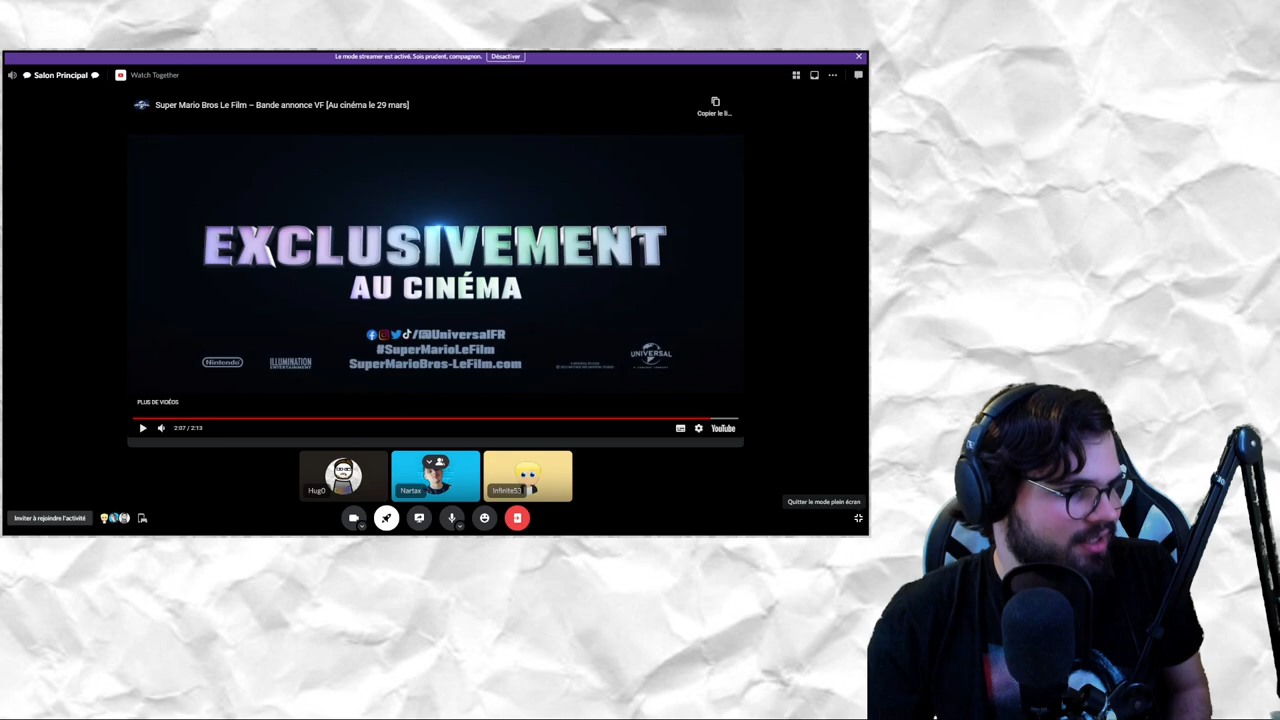 Le mode streamer est activé. Sois prudent, compagnon. Désactiver
Salon Principal Watch Together
Super Mario Bros Le Film – Bande annonce VF [Au cinéma le 29 mars]
Copier le li...
EXCLUSIVEMENT
AU CINÉMA
/@UniversalFR
#SuperMarioLeFilm
SuperMarioBros-LeFilm.com
Nintendo
ILLUMINATION
ENTERTAINMENT
UNIVERSAL
PLUS DE VIDÉOS
2:07 / 2:13
YouTube
Hug0
Nartax
Infinite53
Quitter le mode plein écran
Inviter à rejoindre l'activité